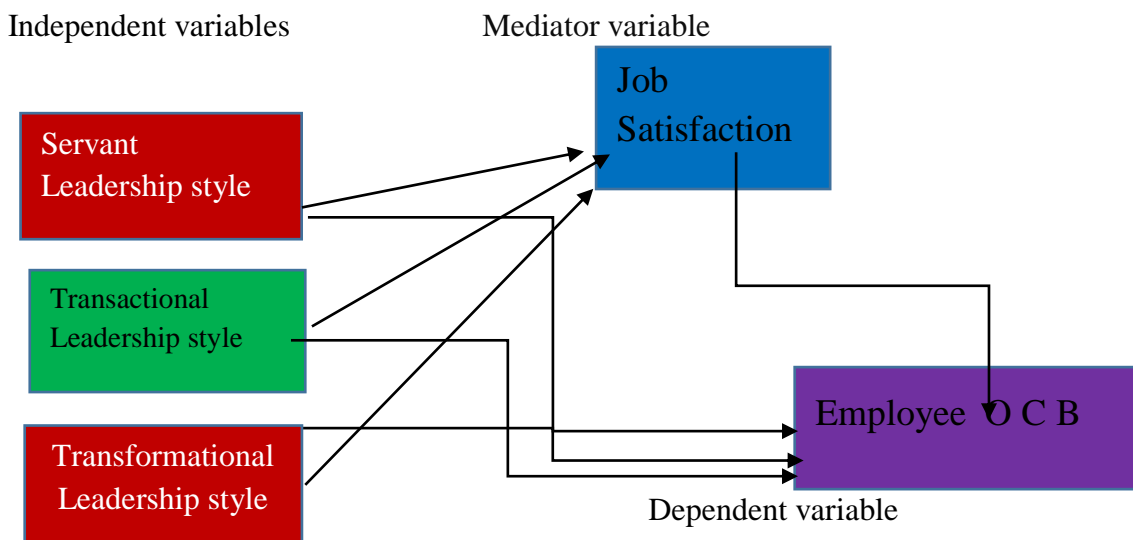 Independent variables
Mediator variable
Job
Satisfaction
Servant
Leadership style
Transactional
Leadership style
Transformational
Leadership style
Employee O C B
Dependent variable